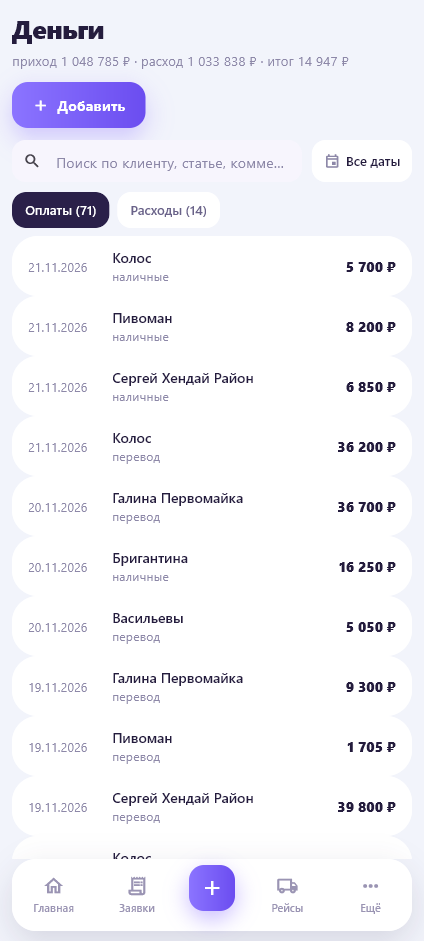 Деньги
приход 1 048 785 ₽ · расход 1 033 838 ₽ · итог 14 947 ₽
+ Добавить
Поиск по клиенту, статье, комме...
Все даты
Оплаты (71)
Расходы (14)
21.11.2026 Колос 5 700 ₽
наличные
21.11.2026 Пивоман 8 200 ₽
наличные
21.11.2026 Сергей Хендай Район 6 850 ₽
наличные
21.11.2026 Колос 36 200 ₽
перевод
20.11.2026 Галина Первомайка 36 700 ₽
перевод
20.11.2026 Бригантина 16 250 ₽
наличные
20.11.2026 Васильевы 5 050 ₽
перевод
19.11.2026 Галина Первомайка 9 300 ₽
перевод
19.11.2026 Пивоман 1 705 ₽
перевод
19.11.2026 Сергей Хендай Район 39 800 ₽
перевод
Колос
Главная
Заявки
+
Рейсы
Ещё